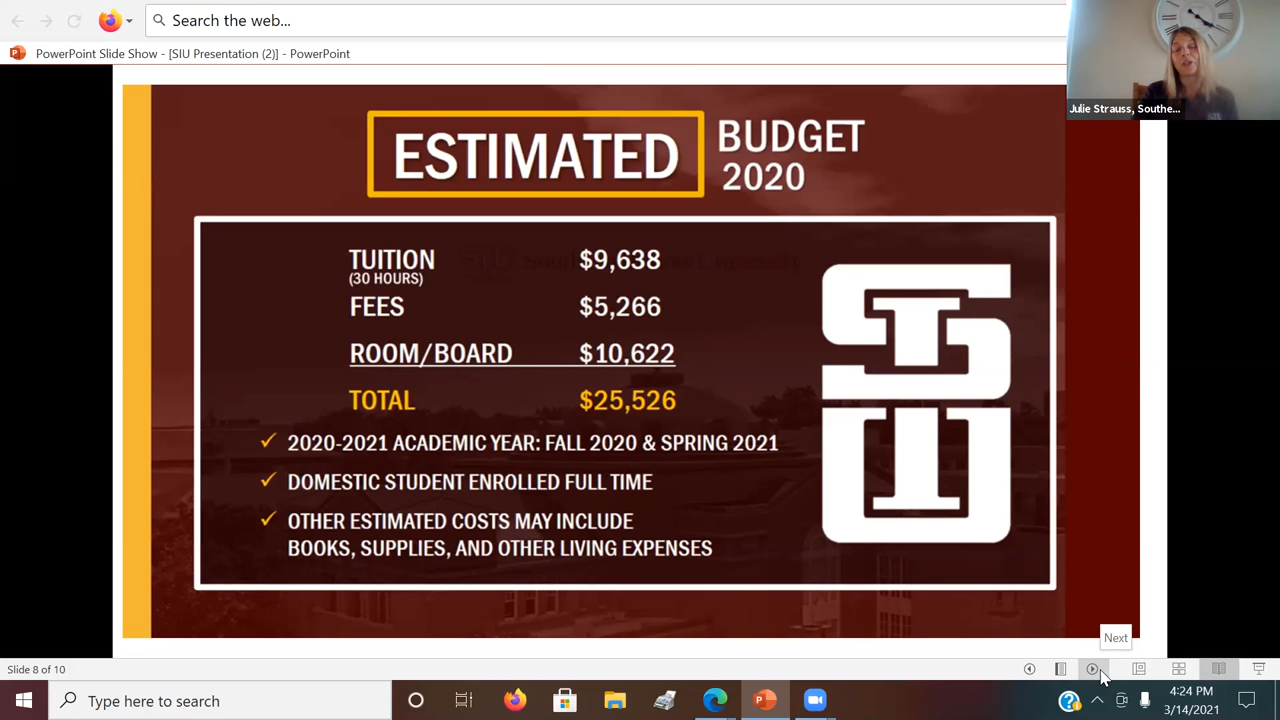 Search the web...
PowerPoint Slide Show - [SIU Presentation (2)] - PowerPoint
Julie Strauss, Southe...
ESTIMATED
BUDGET
2020
TUITION $9,638
(30 HOURS)
FEES $5,266
ROOM/BOARD $10,622
TOTAL $25,526
2020-2021 ACADEMIC YEAR: FALL 2020 & SPRING 2021
DOMESTIC STUDENT ENROLLED FULL TIME
OTHER ESTIMATED COSTS MAY INCLUDE
BOOKS, SUPPLIES, AND OTHER LIVING EXPENSES
SIU
Next
Slide 8 of 10
Type here to search
4:24 PM
3/14/2021